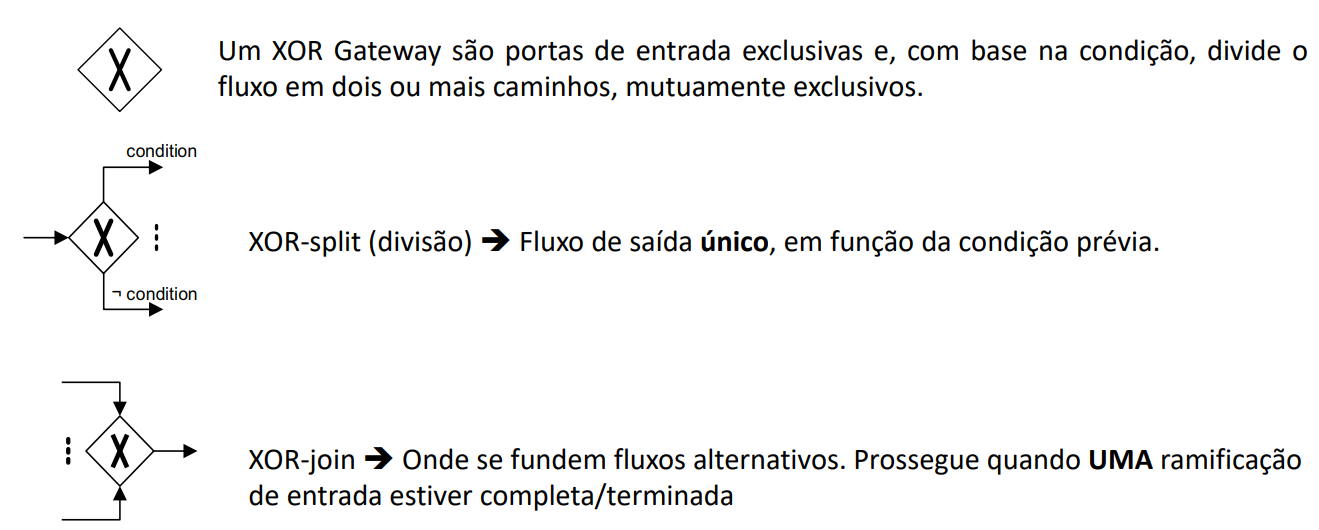 Um XOR Gateway são portas de entrada exclusivas e, com base na condição, divide o
fluxo em dois ou mais caminhos, mutuamente exclusivos.
condition
XOR-split (divisão) 🡺 Fluxo de saída único, em função da condição prévia.
¬ condition
XOR-join 🡺 Onde se fundem fluxos alternativos. Prossegue quando UMA ramificação
de entrada estiver completa/terminada